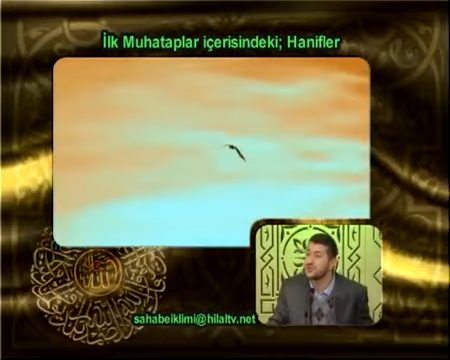 İlk Muhataplar içerisindeki; Hanifler
sahabeiklimi@hilaltv.net